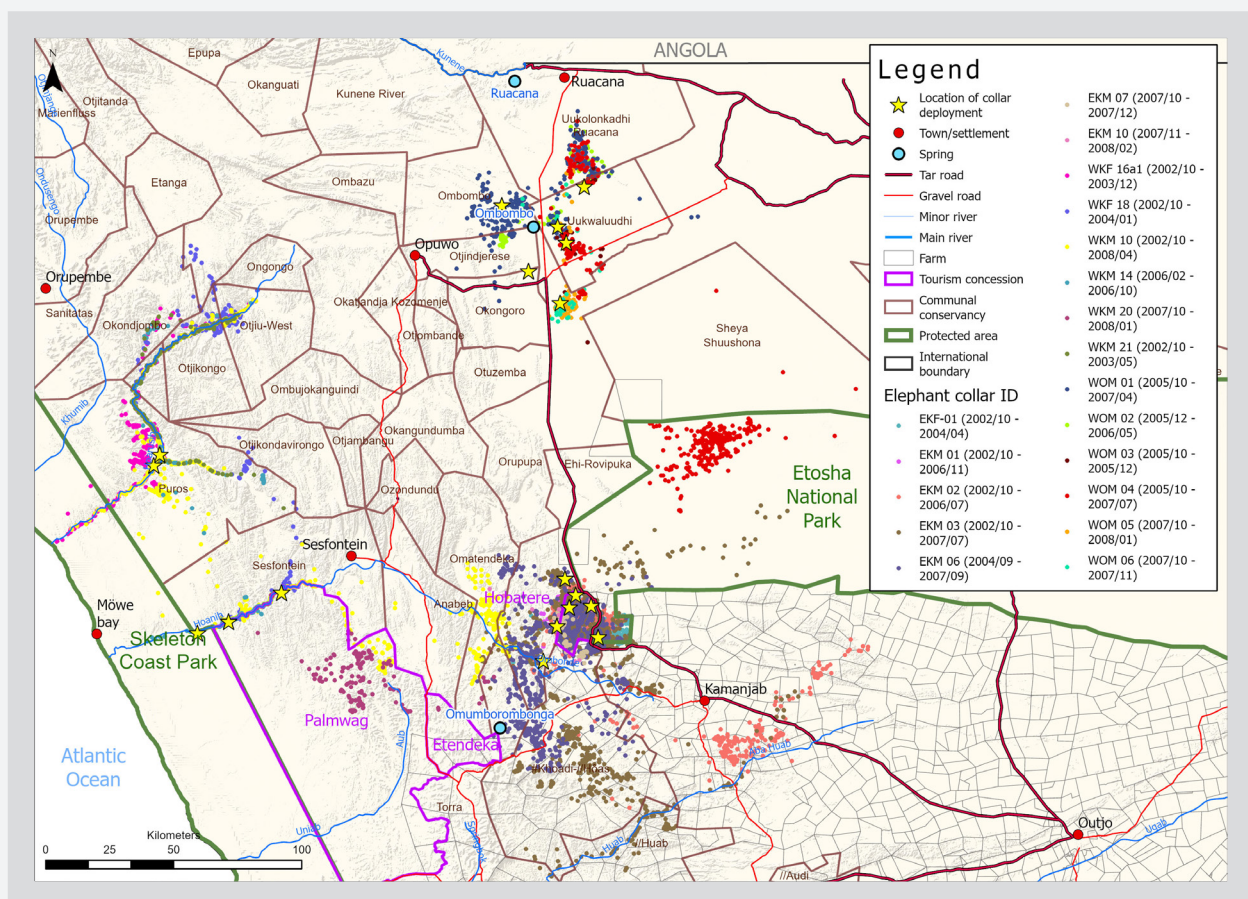 ANGOLA
N
Epupa
Okanguati
Kunene River
Kunene
Ruacana
Ruacana
Otjitanda
Marienfluss
Uukolonkadhi
Ruacana
Etanga
Ombazu
Ondusengo
Orupembe
Ombombo
Ombombo
Uukwaluudhi
Opuwo
Otjindjerese
Orupembe
Ongongo
Sanitatas
Okondjombo
Otjiu-West
Okatjandja Kozomenje
Okongoro
Otjombande
Sheya
Shuushona
Otjikongo
Otuzemba
Ombujokanguindi
Khumib
Okangundumba
Otjikondavirongo
Otjambangu
Orupupa
Ehi-Rovipuka
Puros
Ozondundu
Etosha
National
Park
Sesfontein
Sesfontein
Omatendeka
Hobatere
Anabeb
Möwe
bay
Hoanib
Skeleton
Coast Park
Kamanjab
Palmwag
Omumborombonga
Aub
Etendeka
Aba Huab
Atlantic
Ocean
Torra
Uniab
Huab
//Huab
Outjo
Ugab
//Audi
Kilometers
0
50
100
Legend
Location of collar
deployment
Town/settlement
Spring
Tar road
Gravel road
Minor river
Main river
Farm
Tourism concession
Communal
conservancy
Protected area
International
boundary
Elephant collar ID
EKF-01 (2002/10 -
2004/04)
EKM 01 (2002/10 -
2006/11)
EKM 02 (2002/10 -
2006/07)
EKM 03 (2002/10 -
2007/07)
EKM 06 (2004/09 -
2007/09)
EKM 07 (2007/10 -
2007/12)
EKM 10 (2007/11 -
2008/02)
WKF 16a1 (2002/10 -
2003/12)
WKF 18 (2002/10 -
2004/01)
WKM 10 (2002/10 -
2008/04)
WKM 14 (2006/02 -
2006/10)
WKM 20 (2007/10 -
2008/01)
WKM 21 (2002/10 -
2003/05)
WOM 01 (2005/10 -
2007/04)
WOM 02 (2005/12 -
2006/05)
WOM 03 (2005/10 -
2005/12)
WOM 04 (2005/10 -
2007/07)
WOM 05 (2007/10 -
2008/01)
WOM 06 (2007/10 -
2007/11)